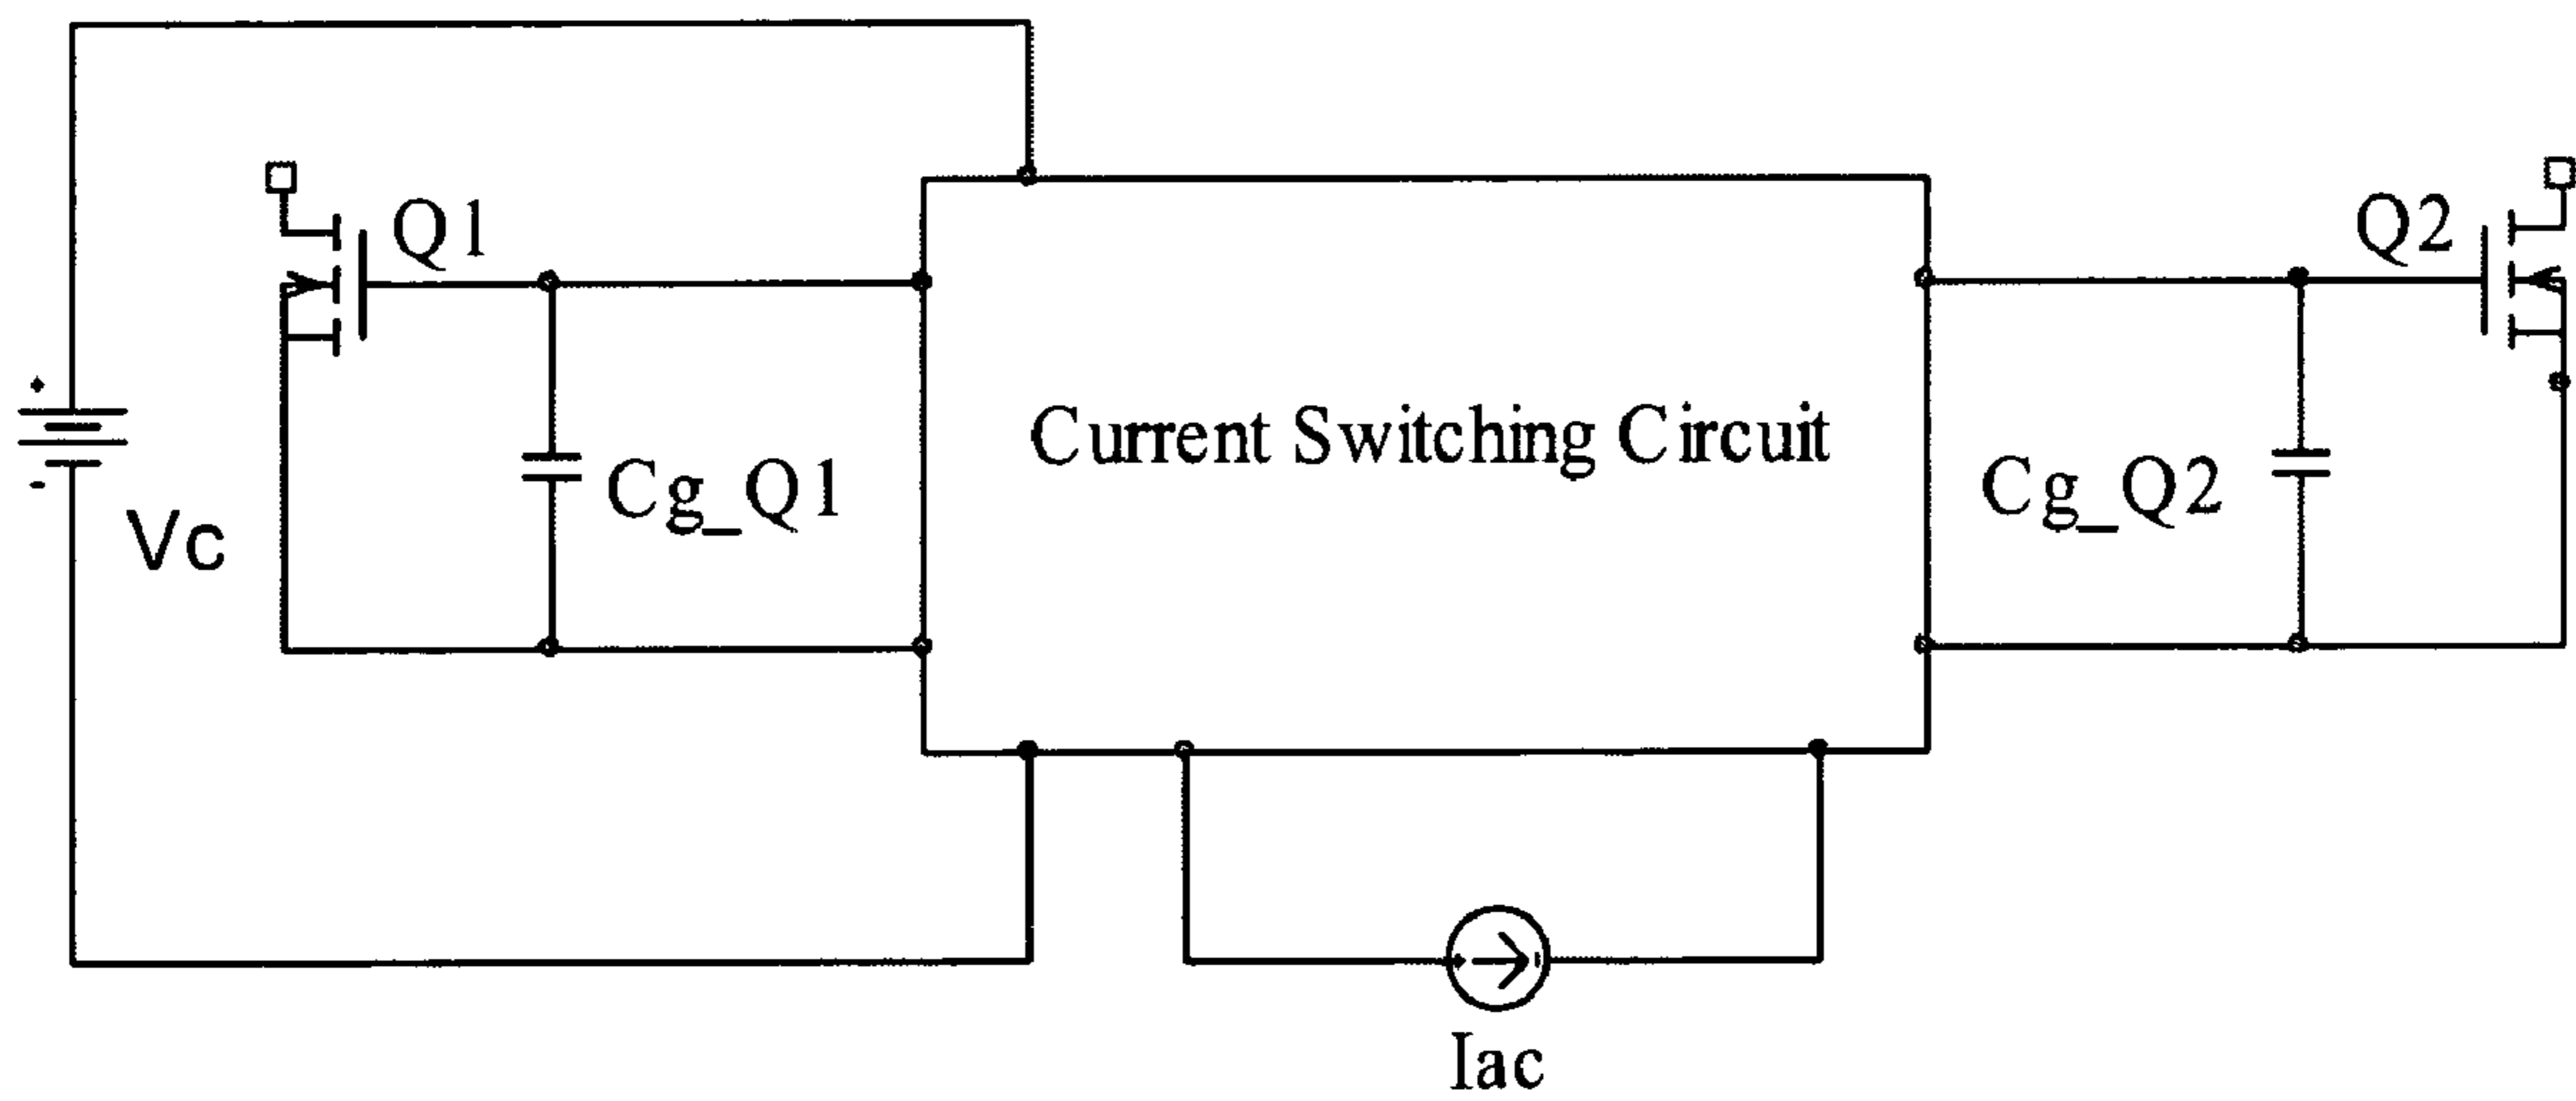 Q1
Q2
+
-
Vc
Cg_Q1
Current Switching Circuit
Cg_Q2
Iac